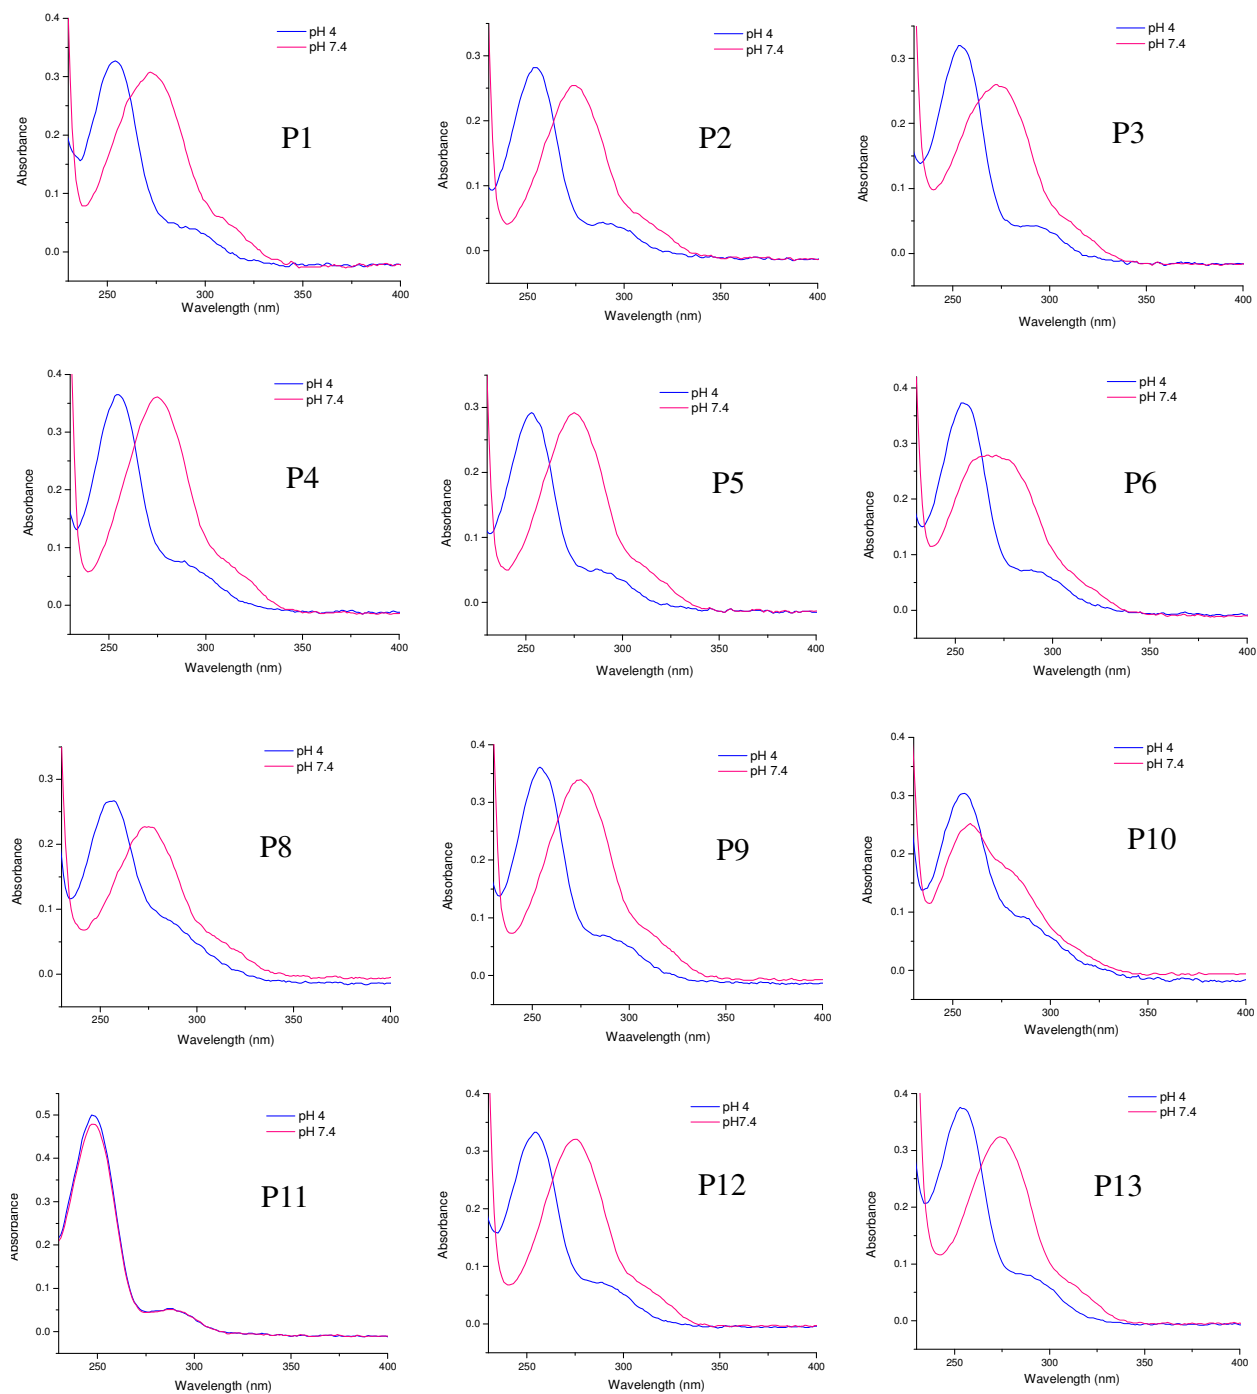 0.4
0.3
0.2
0.1
0.0
250
300
350
400
Absorbance
Wavelength (nm)
pH 4
pH 7.4
P1
0.3
0.2
0.1
0.0
250
300
350
400
Absorbance
Wavelength (nm)
pH 4
pH 7.4
P2
0.3
0.2
0.1
0.0
250
300
350
400
Absorbance
Wavelength (nm)
pH 4
pH 7.4
P3
0.4
0.3
0.2
0.1
0.0
250
300
350
400
Absorbance
Wavelength (nm)
pH 4
pH 7.4
P4
0.3
0.2
0.1
0.0
250
300
350
400
Absorbance
Wavelength (nm)
pH 4
pH 7.4
P5
0.4
0.3
0.2
0.1
0.0
250
300
350
400
Absorbance
Wavelength (nm)
pH 4
pH 7.4
P6
0.3
0.2
0.1
0.0
250
300
350
400
Absorbance
Wavelength (nm)
pH 4
pH 7.4
P8
0.4
0.3
0.2
0.1
0.0
250
300
350
400
Absorbance
Waavelength (nm)
pH 4
pH 7.4
P9
0.4
0.3
0.2
0.1
0.0
250
300
350
400
Absorbance
Wavelength(nm)
pH 4
pH 7.4
P10
0.5
0.4
0.3
0.2
0.1
0.0
250
300
350
400
Absorbance
Wavelength (nm)
pH 4
pH 7.4
P11
0.4
0.3
0.2
0.1
0.0
250
300
350
400
Absorbance
Wavelength (nm)
pH 4
pH7.4
P12
0.4
0.3
0.2
0.1
0.0
250
300
350
400
Absorbance
Wavelength (nm)
pH 4
pH 7.4
P13